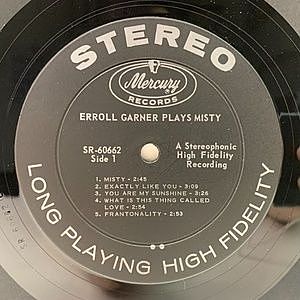 STEREO
Mercury
RECORDS
ERROLL GARNER PLAYS MISTY
SR-60662
Side 1
A Stereophonic
High Fidelity
Recording
1. MISTY - 2:45
2. EXACTLY LIKE YOU - 3:09
3. YOU ARE MY SUNSHINE - 3:26
4. WHAT IS THIS THING CALLED
LOVE - 2:54
5. FRANTONALITY - 2:53
LONG PLAYING HIGH FIDELITY